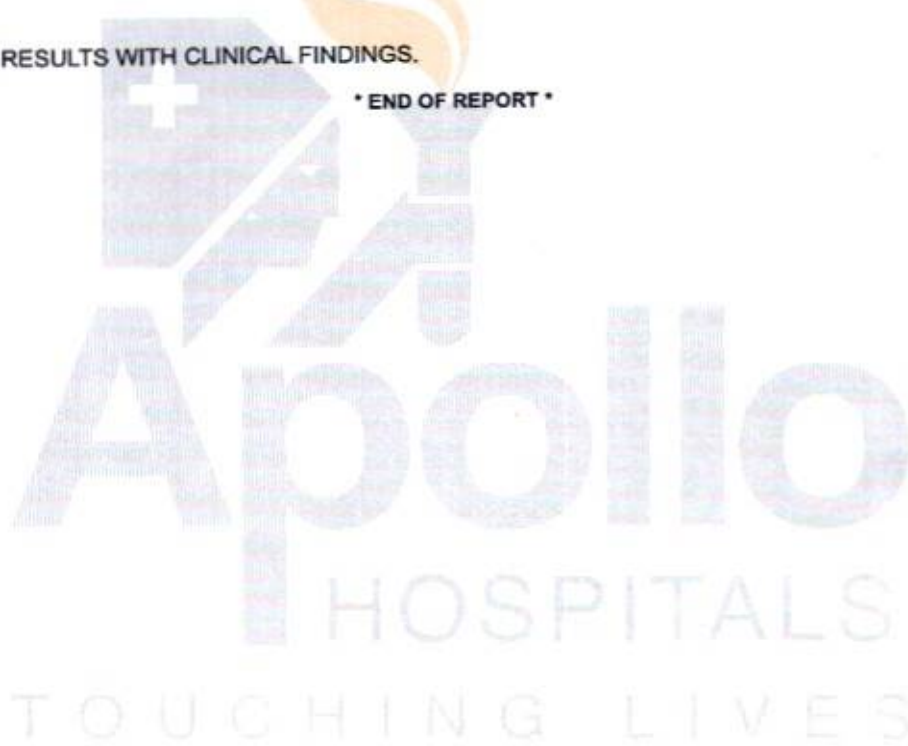 RESULTS WITH CLINICAL FINDINGS.
* END OF REPORT *
Apollo
HOSPITALS
TOUCHING LIVES